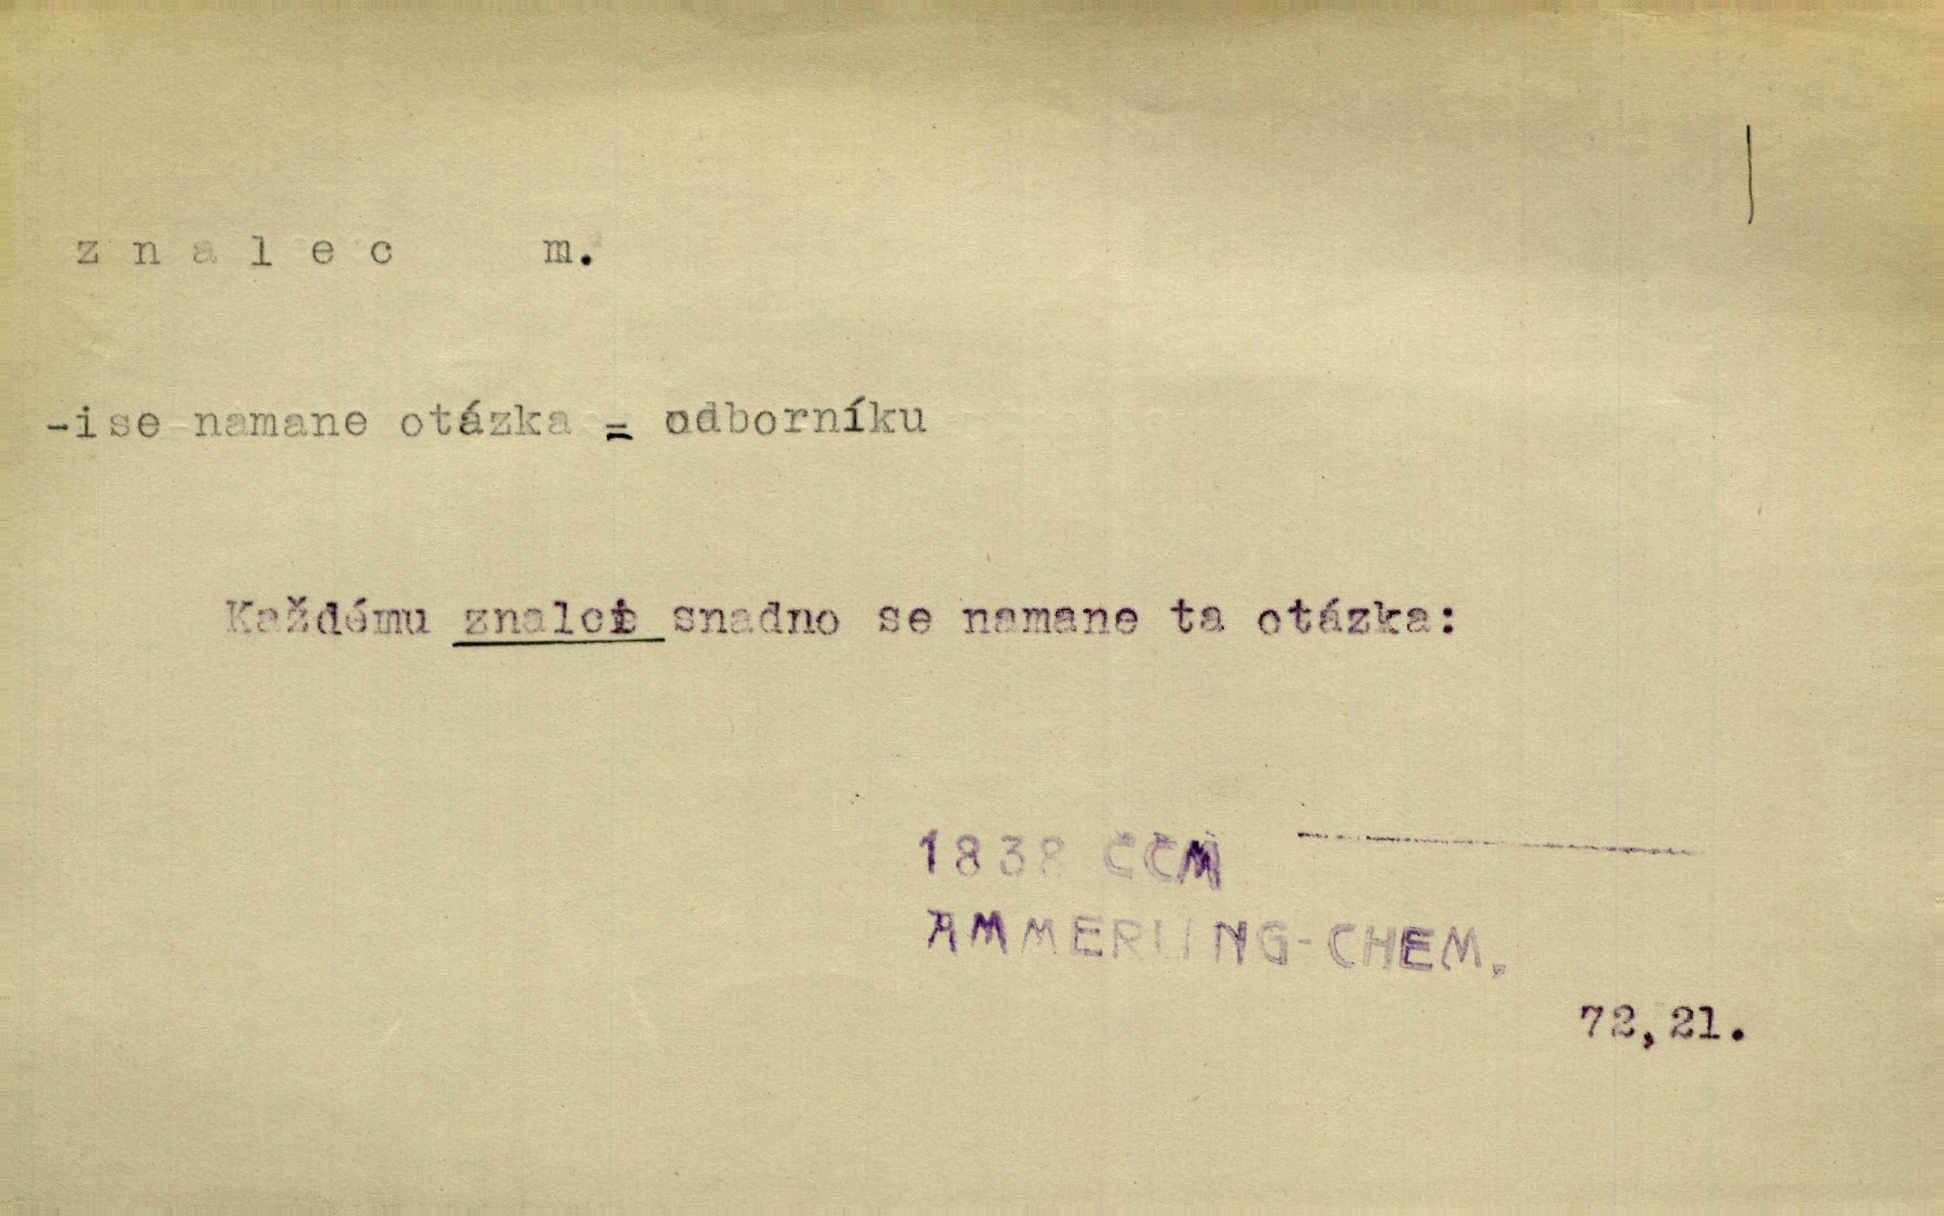 z n a l e c m.
-i se namane otázka = odborníku
Každému znalci snadno se namane ta otázka:
1838 ČČM
AMMERLING-CHEM.
72,21.